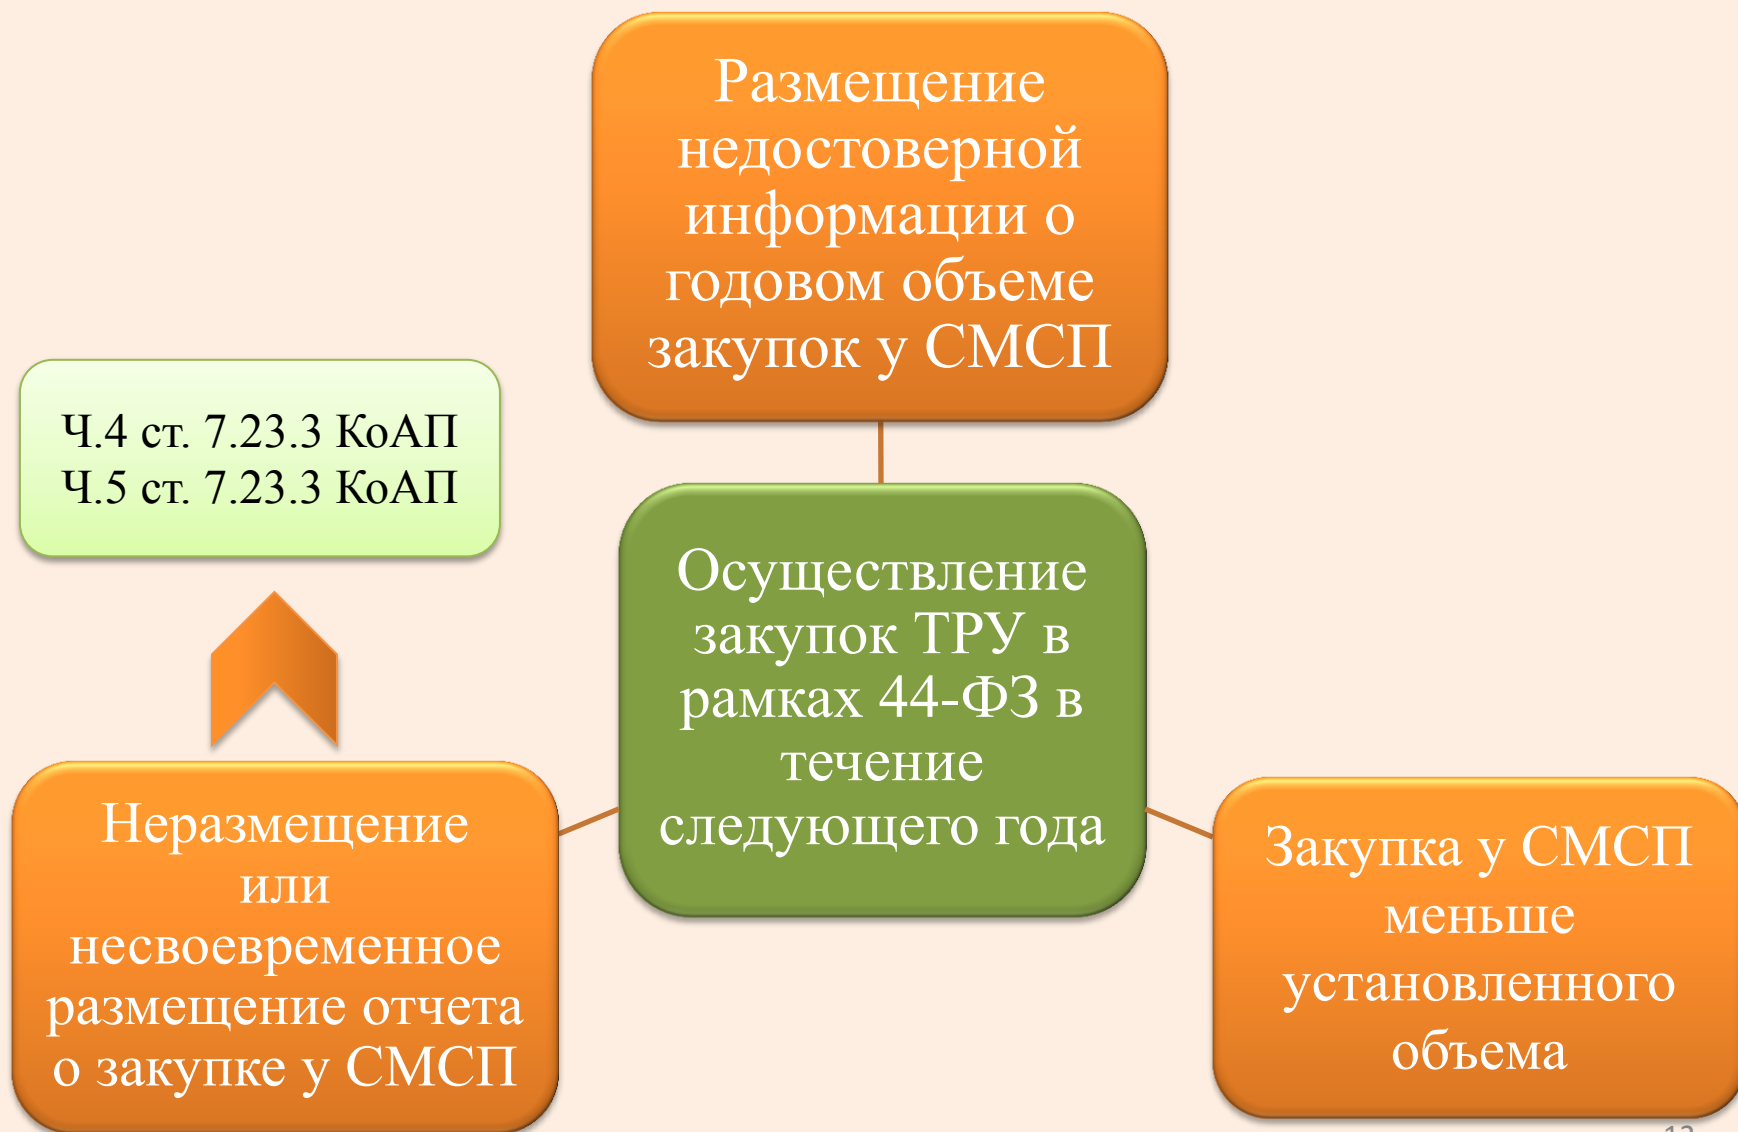 Размещение
недостоверной
информации о
годовом объеме
закупок у СМСП
Ч.4 ст. 7.23.3 КоАП
Ч.5 ст. 7.23.3 КоАП
Осуществление
закупок ТРУ в
рамках 44-ФЗ в
течение
следующего года
Неразмещение
или
несвоевременное
размещение отчета
о закупке у СМСП
Закупка у СМСП
меньше
установленного
объема